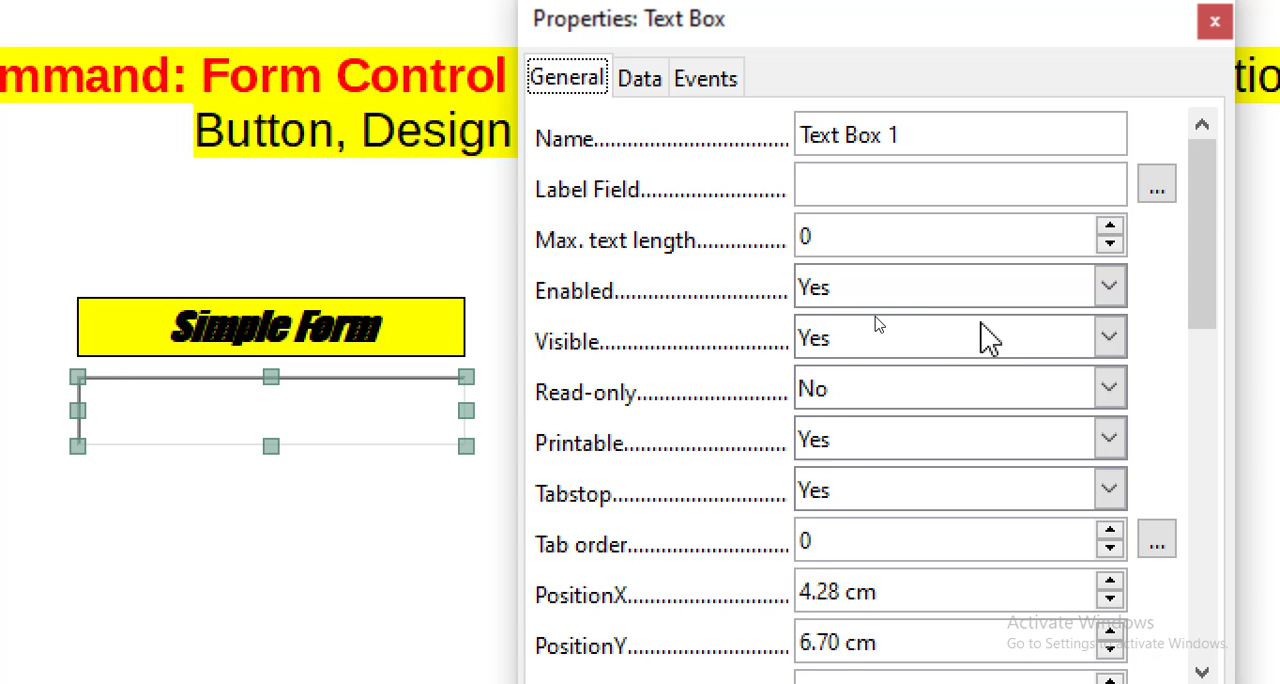 Properties: Text Box
x
mmand: Form Control
tio
Button, Design
General Data Events
Name Text Box 1
Label Field ...
Max. text length 0
Enabled Yes
Simple Form
Visible Yes
Read-only No
Printable Yes
Tabstop Yes
Tab order 0 ...
PositionX 4.28 cm
Activate Windows
PositionY 6.70 cm
Go to Settings to activate Windows.